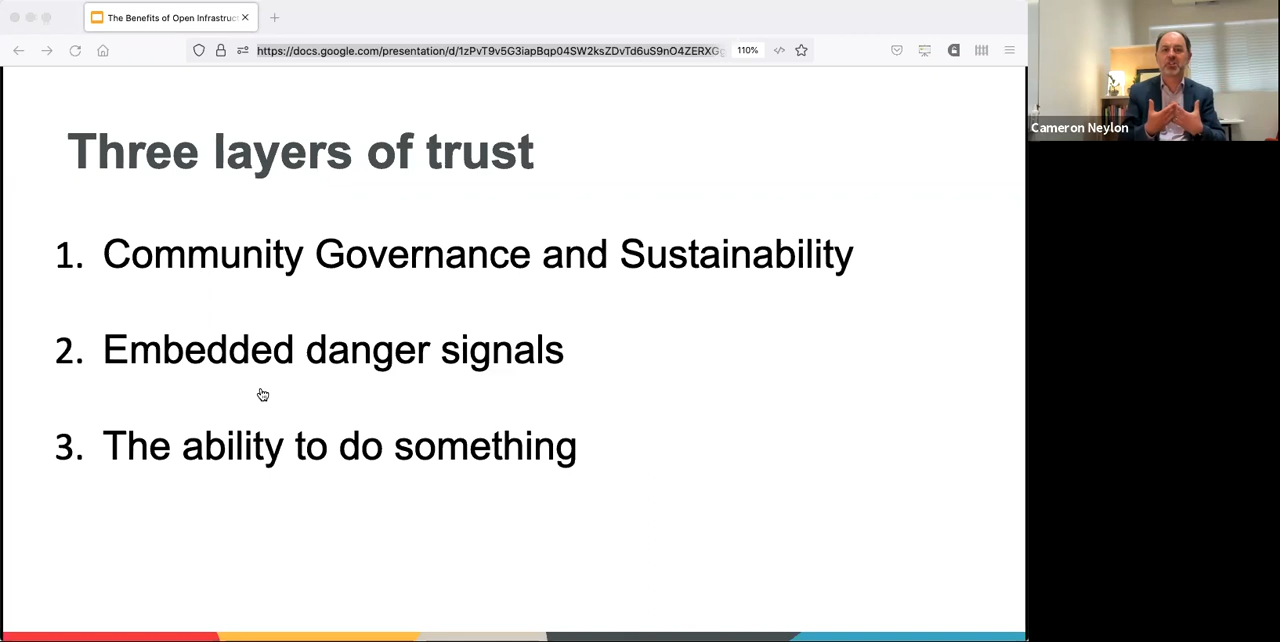 The Benefits of Open Infrastruc
https://docs.google.com/presentation/d/1zPvT9v5G3iapBqp04SW2ksZDvTd6uS9nO4ZERXG
110%
Cameron Neylon
Three layers of trust
1. Community Governance and Sustainability
2. Embedded danger signals
3. The ability to do something